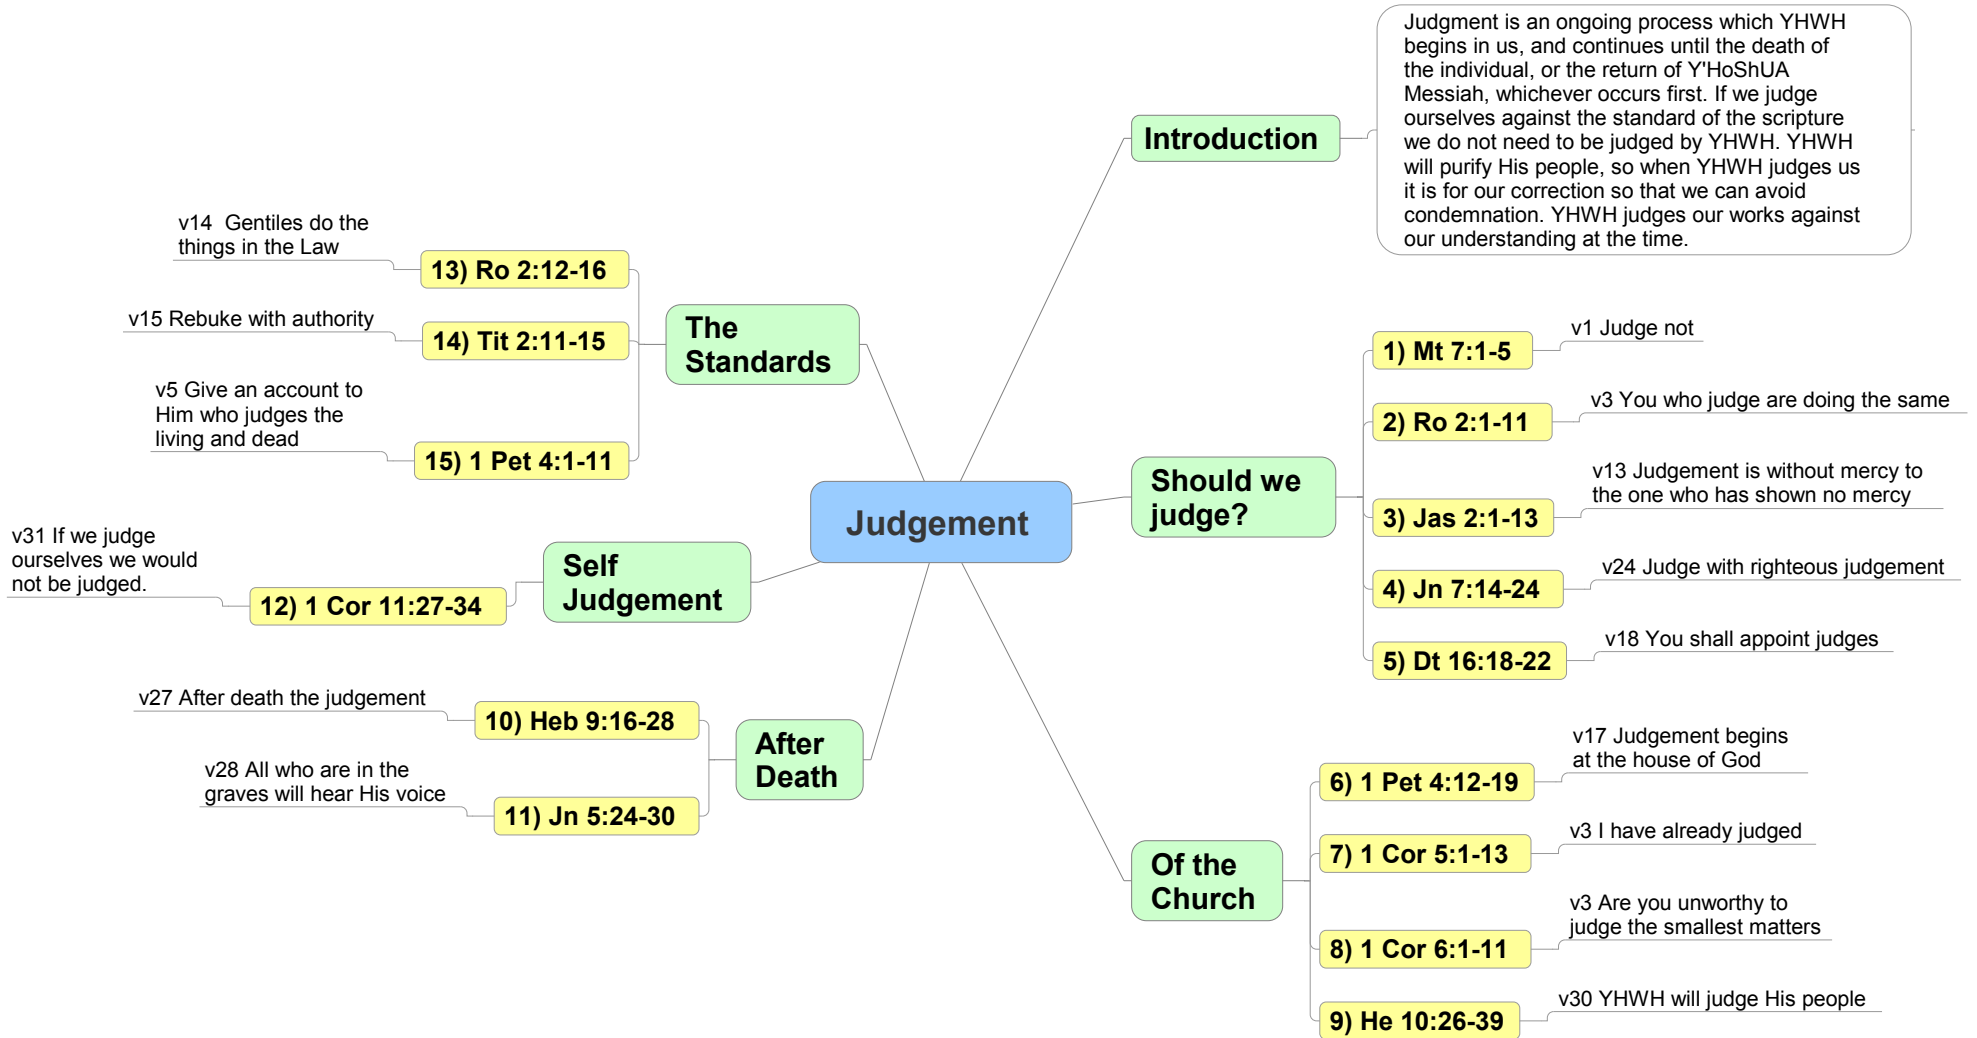 Judgement
Introduction
Judgment is an ongoing process which YHWH
begins in us, and continues until the death of
the individual, or the return of Y'HoShUA
Messiah, whichever occurs first. If we judge
ourselves against the standard of the scripture
we do not need to be judged by YHWH. YHWH
will purify His people, so when YHWH judges us
it is for our correction so that we can avoid
condemnation. YHWH judges our works against
our understanding at the time.
Should we
judge?
1) Mt 7:1-5
v1 Judge not
2) Ro 2:1-11
v3 You who judge are doing the same
3) Jas 2:1-13
v13 Judgement is without mercy to
the one who has shown no mercy
4) Jn 7:14-24
v24 Judge with righteous judgement
5) Dt 16:18-22
v18 You shall appoint judges
Of the
Church
6) 1 Pet 4:12-19
v17 Judgement begins
at the house of God
7) 1 Cor 5:1-13
v3 I have already judged
8) 1 Cor 6:1-11
v3 Are you unworthy to
judge the smallest matters
9) He 10:26-39
v30 YHWH will judge His people
After
Death
10) Heb 9:16-28
v27 After death the judgement
11) Jn 5:24-30
v28 All who are in the
graves will hear His voice
Self
Judgement
12) 1 Cor 11:27-34
v31 If we judge
ourselves we would
not be judged.
The
Standards
13) Ro 2:12-16
v14  Gentiles do the
things in the Law
14) Tit 2:11-15
v15 Rebuke with authority
15) 1 Pet 4:1-11
v5 Give an account to
Him who judges the
living and dead